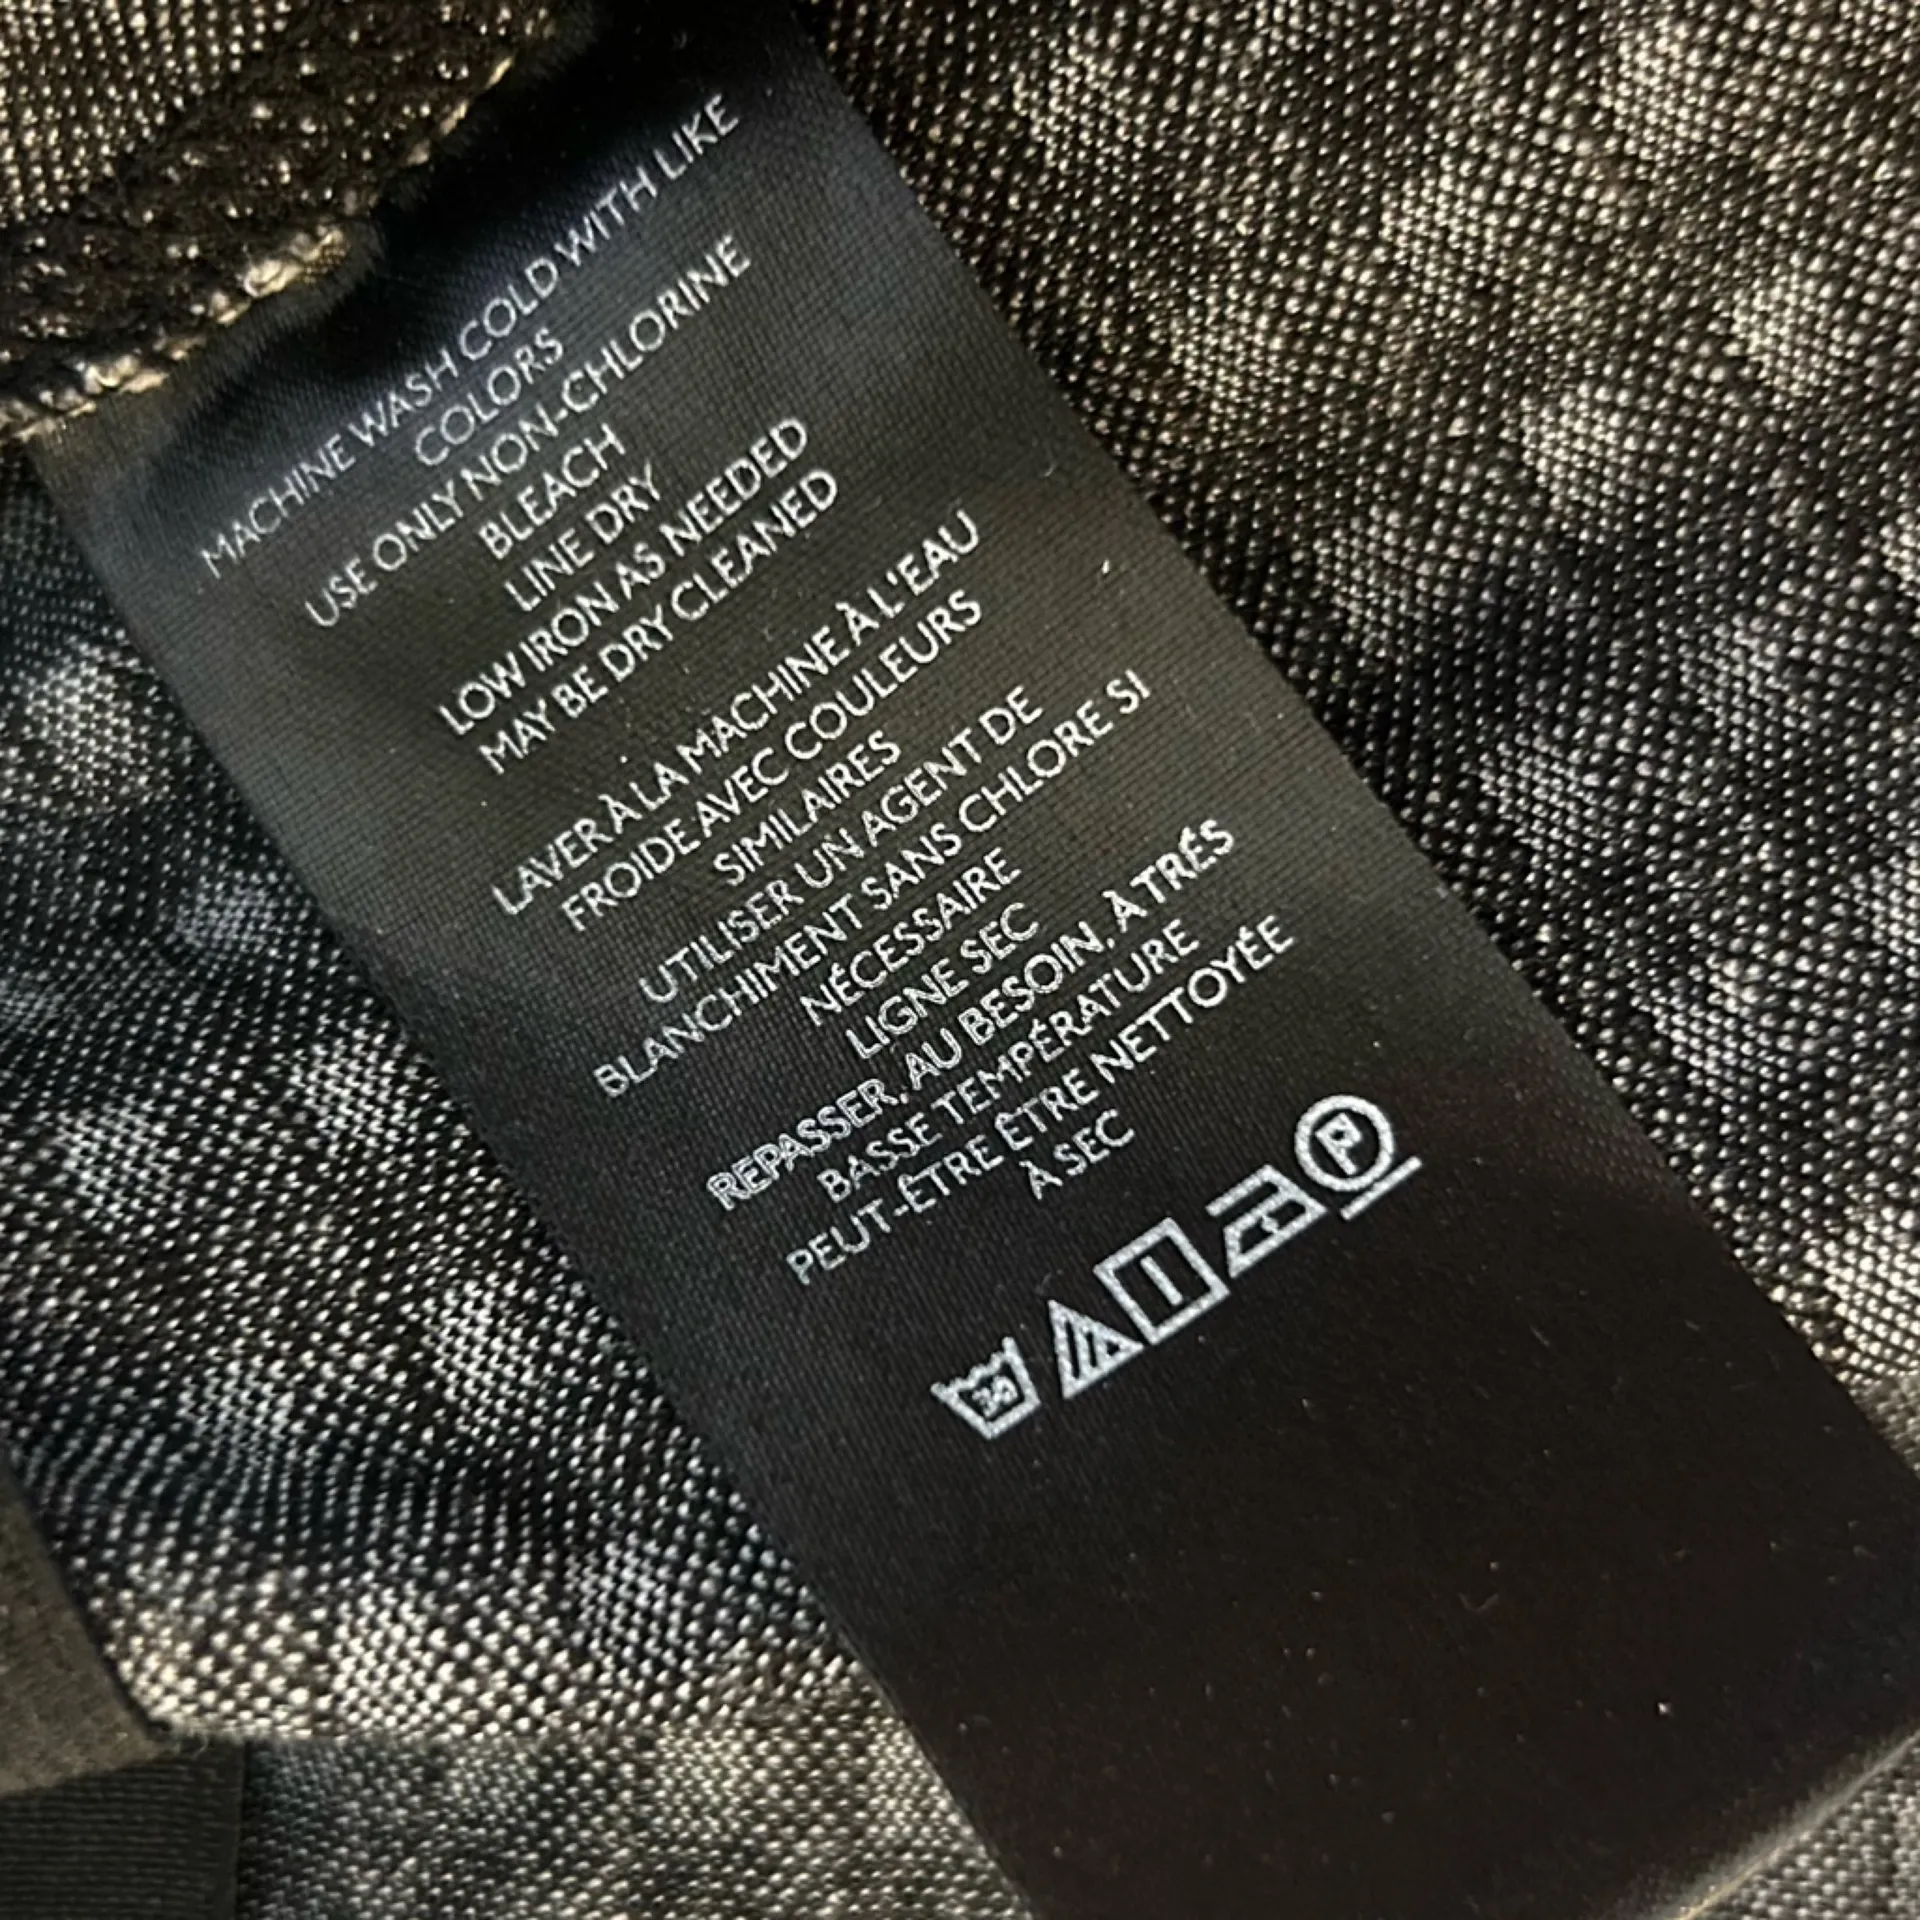 MACHINE WASH COLD WITH LIKE
COLORS
USE ONLY NON-CHLORINE
BLEACH
LINE DRY
LOW IRON AS NEEDED
MAY BE DRY CLEANED
LAVER À LA MACHINE À L'EAU
FROIDE AVEC COULEURS
SIMILAIRES
UTILISER UN AGENT DE
BLANCHIMENT SANS CHLORE SI
NÉCESSAIRE
LIGNE SEC
REPASSER, AU BESOIN, À TRÉS
BASSE TEMPÉRATURE
PEUT-ÊTRE ÊTRE NETTOYÉE
À SEC
30 P